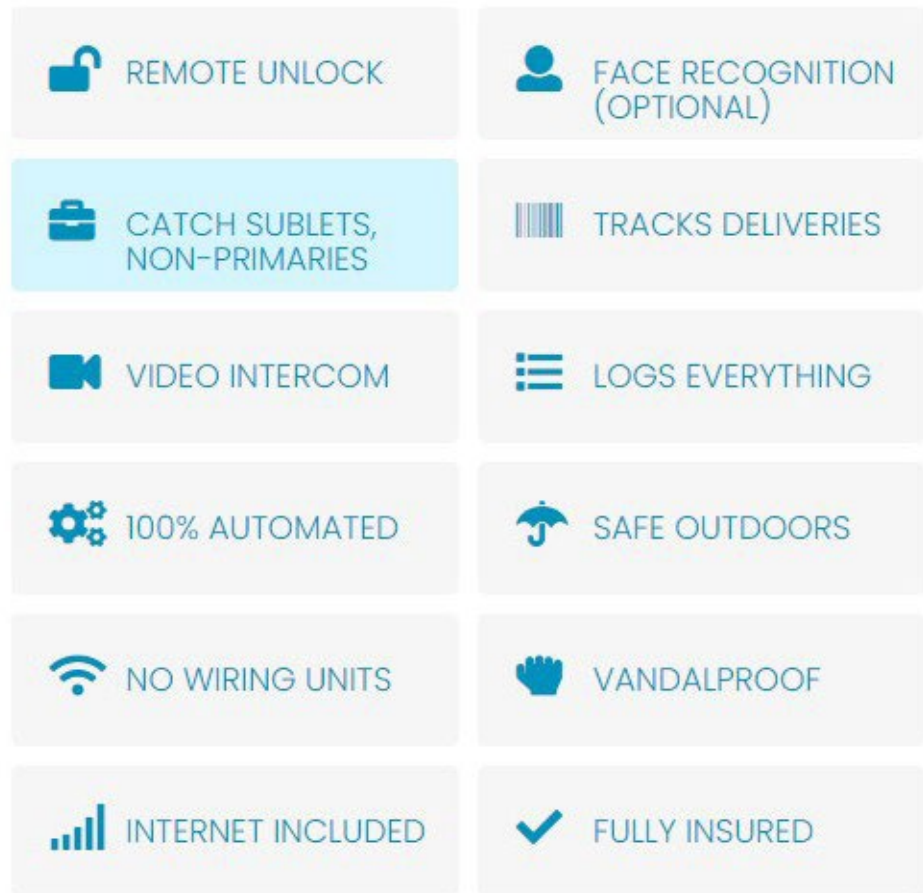 REMOTE UNLOCK
FACE RECOGNITION
(OPTIONAL)
CATCH SUBLETS,
NON-PRIMARIES
TRACKS DELIVERIES
VIDEO INTERCOM
LOGS EVERYTHING
100% AUTOMATED
SAFE OUTDOORS
NO WIRING UNITS
VANDALPROOF
INTERNET INCLUDED
FULLY INSURED